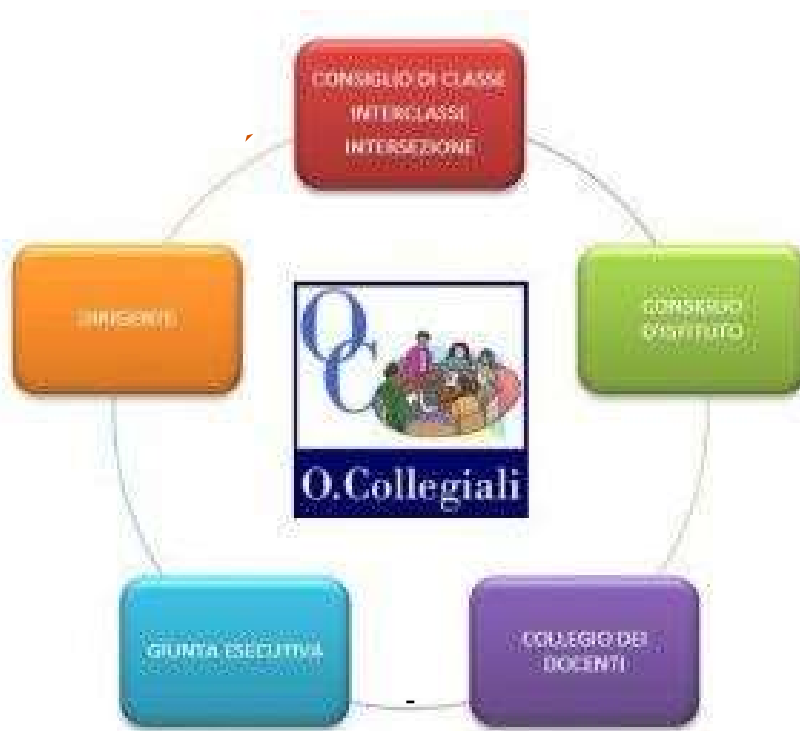 CONSIGLIO DI CLASSE
INTERCLASSE
INTERSEZIONE
DIRIGENTE
CONSIGLIO
D'ISTITUTO
OC
O.Collegiali
GIUNTA ESECUTIVA
COLLEGIO DEI
DOCENTI